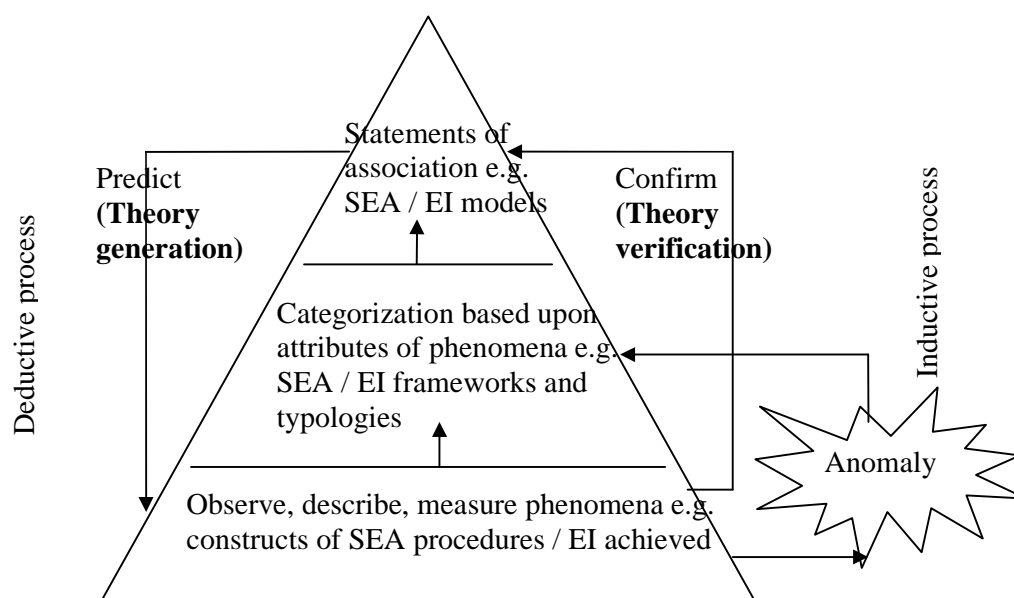 Statements of
association e.g.
SEA / EI models
Predict
(Theory
generation)
Confirm
(Theory
verification)
Deductive process
Inductive process
Categorization based upon
attributes of phenomena e.g.
SEA / EI frameworks and
typologies
Anomaly
Observe, describe, measure phenomena e.g.
constructs of SEA procedures / EI achieved